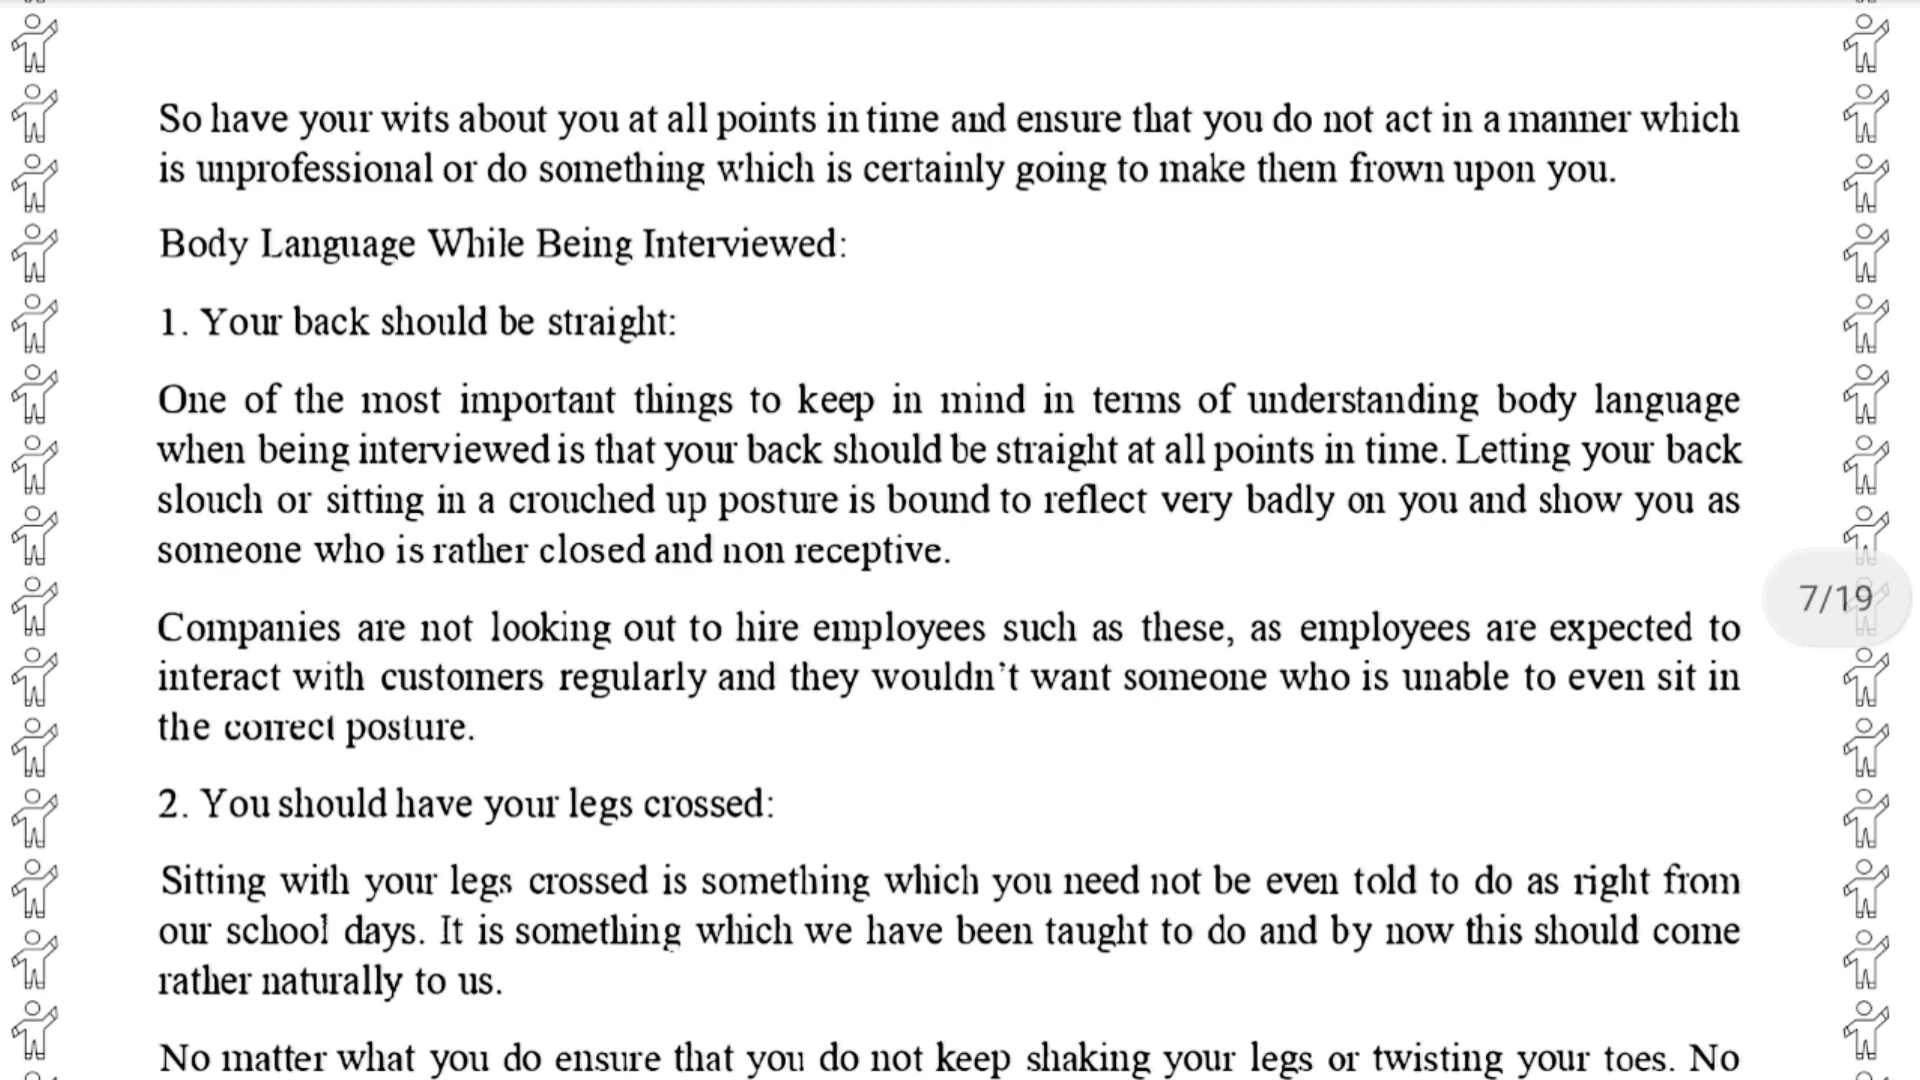 So have your wits about you at all points in time and ensure that you do not act in a manner which
is unprofessional or do something which is certainly going to make them frown upon you.
Body Language While Being Interviewed:
1. Your back should be straight:
One of the most important things to keep in mind in terms of understanding body language
when being interviewed is that your back should be straight at all points in time. Letting your back
slouch or sitting in a crouched up posture is bound to reflect very badly on you and show you as
someone who is rather closed and non receptive.
7/19
Companies are not looking out to hire employees such as these, as employees are expected to
interact with customers regularly and they wouldn't want someone who is unable to even sit in
the correct posture.
2. You should have your legs crossed:
Sitting with your legs crossed is something which you need not be even told to do as right from
our school days. It is something which we have been taught to do and by now this should come
rather naturally to us.
No matter what you do ensure that you do not keep shaking your legs or twisting your toes. No